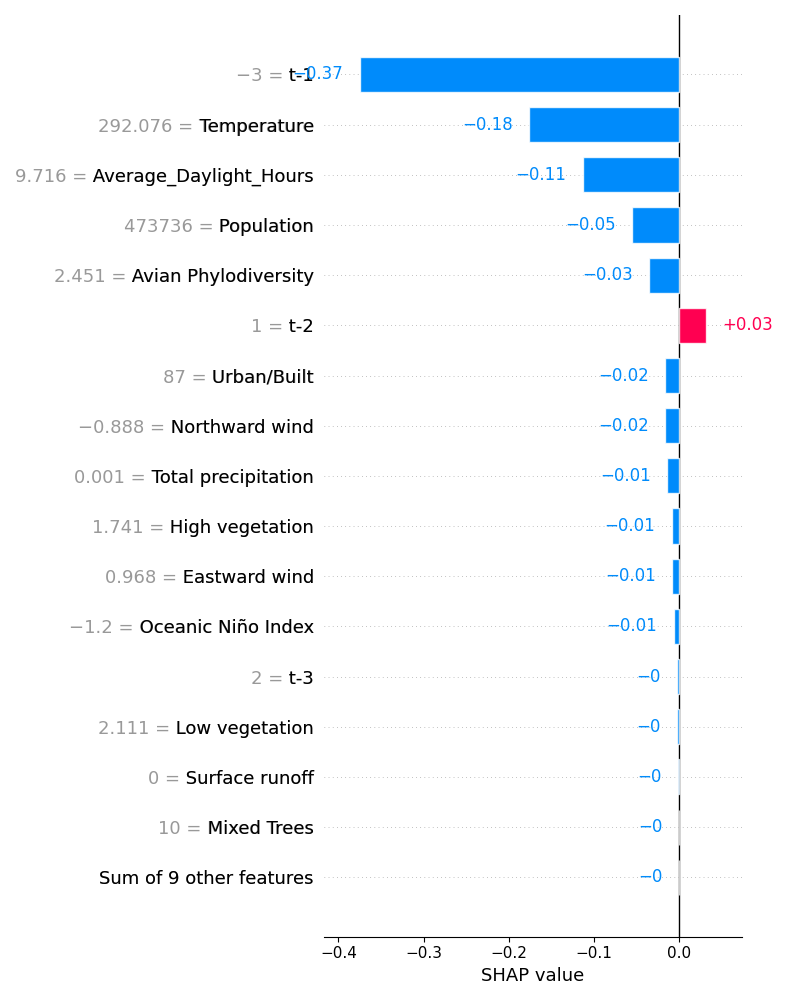 −3 = t-1 −0.37
292.076 = Temperature −0.18
9.716 = Average_Daylight_Hours −0.11
473736 = Population −0.05
2.451 = Avian Phylodiversity −0.03
1 = t-2 +0.03
87 = Urban/Built −0.02
−0.888 = Northward wind −0.02
0.001 = Total precipitation −0.01
1.741 = High vegetation −0.01
0.968 = Eastward wind −0.01
−1.2 = Oceanic Niño Index −0.01
2 = t-3 −0
2.111 = Low vegetation −0
0 = Surface runoff −0
10 = Mixed Trees −0
Sum of 9 other features −0
−0.4 −0.3 −0.2 −0.1 0.0
SHAP value